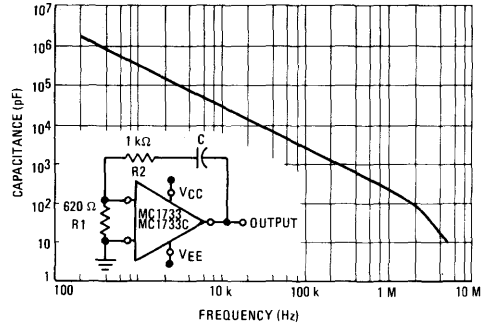 10⁷
10⁶
10⁵
10⁴
10³
10²
10
1
CAPACITANCE (pF)
1 kΩ
C
R2
VCC
620 Ω
R1
MC1733
MC1733C
OUTPUT
VEE
100
10 k
100 k
1 M
10 M
FREQUENCY (Hz)